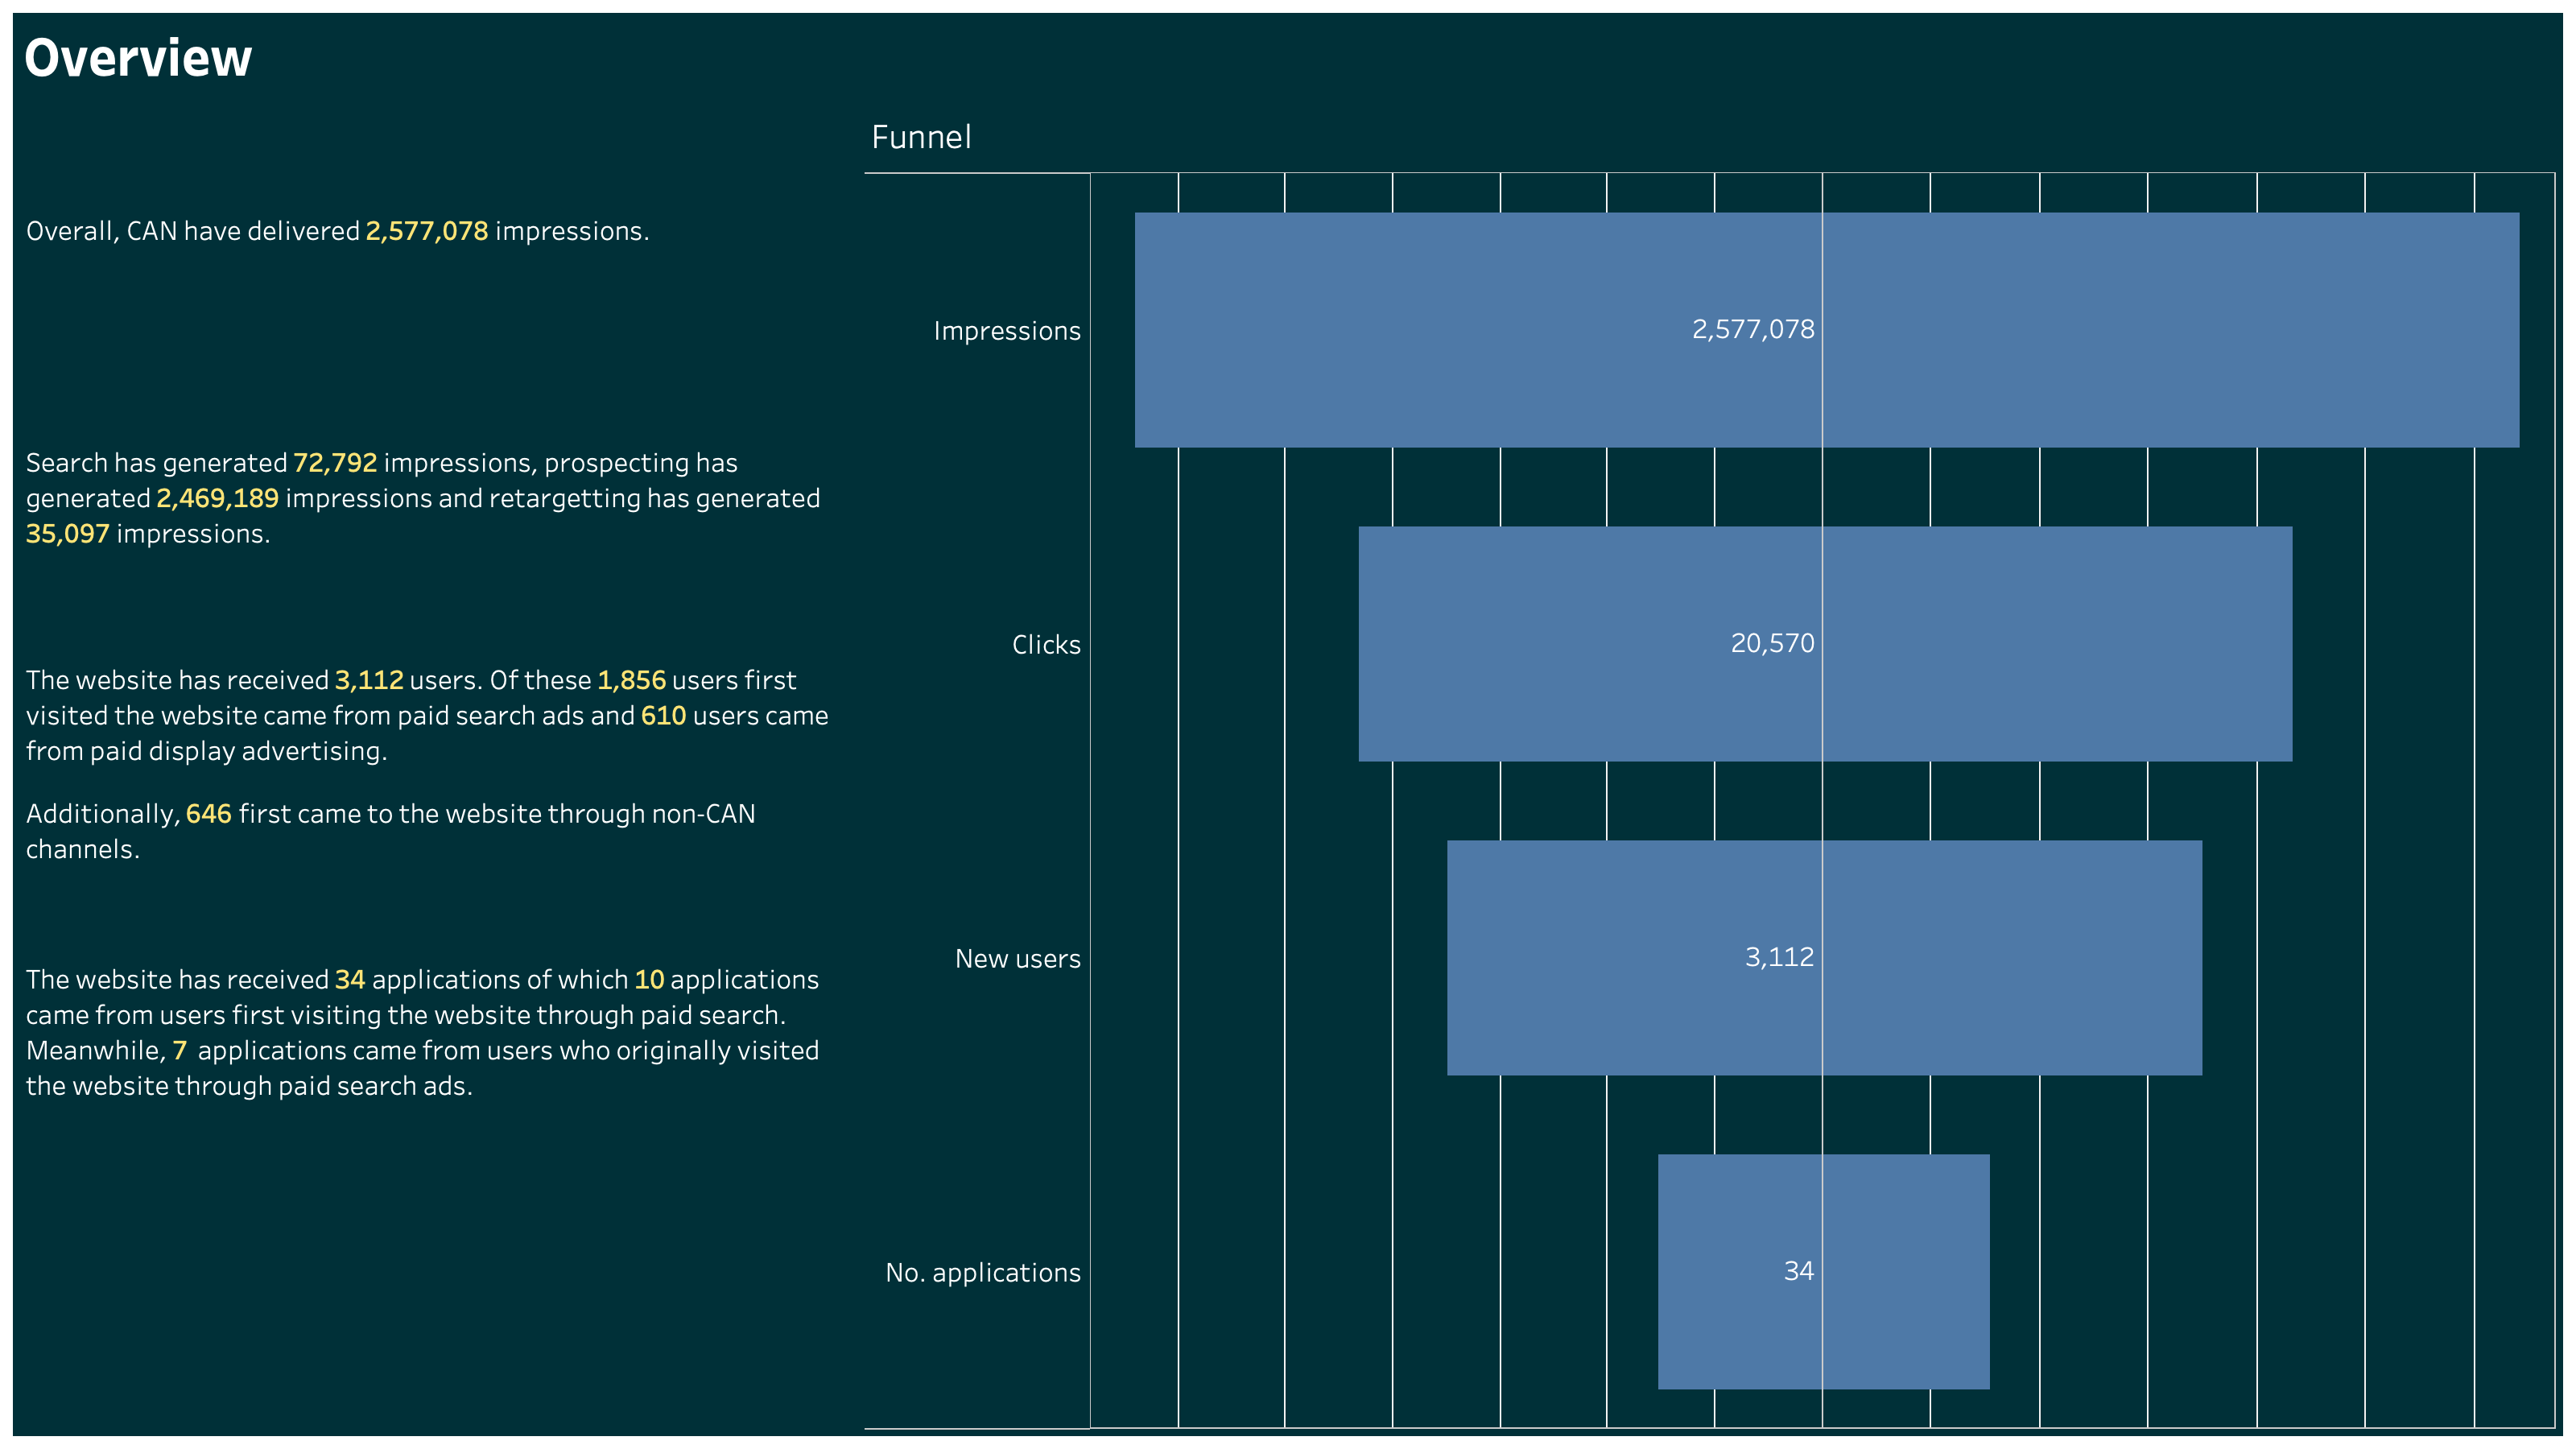 Overview
Funnel
Overall, CAN have delivered 2,577,078 impressions.
Search has generated 72,792 impressions, prospecting has
generated 2,469,189 impressions and retargetting has generated
35,097 impressions.
The website has received 3,112 users. Of these 1,856 users first
visited the website came from paid search ads and 610 users came
from paid display advertising.
Additionally, 646 first came to the website through non-CAN
channels.
The website has received 34 applications of which 10 applications
came from users first visiting the website through paid search.
Meanwhile, 7 applications came from users who originally visited
the website through paid search ads.
Impressions
2,577,078
Clicks
20,570
New users
3,112
No. applications
34